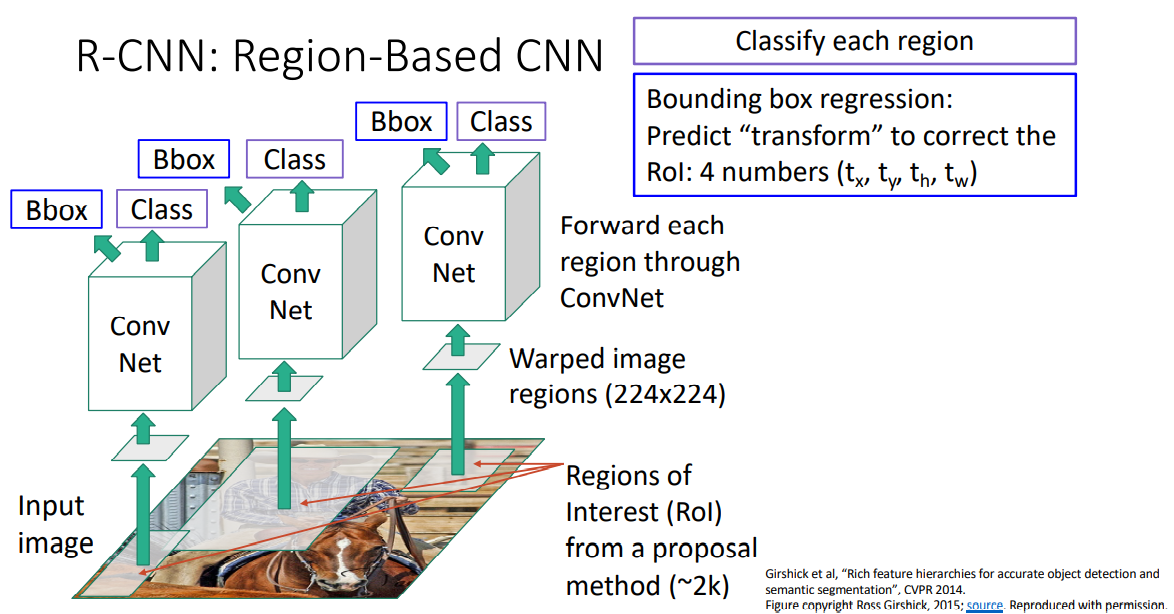 R-CNN: Region-Based CNN
Classify each region
Bounding box regression:
Predict “transform” to correct the
RoI: 4 numbers (tx, ty, th, tw)
Bbox
Class
Bbox
Class
Bbox
Class
Conv
Net
Conv
Net
Conv
Net
Forward each
region through
ConvNet
Warped image
regions (224x224)
Input
image
Regions of
Interest (RoI)
from a proposal
method (~2k)
Girshick et al, “Rich feature hierarchies for accurate object detection and
semantic segmentation”, CVPR 2014.
Figure copyright Ross Girshick, 2015; source. Reproduced with permission.